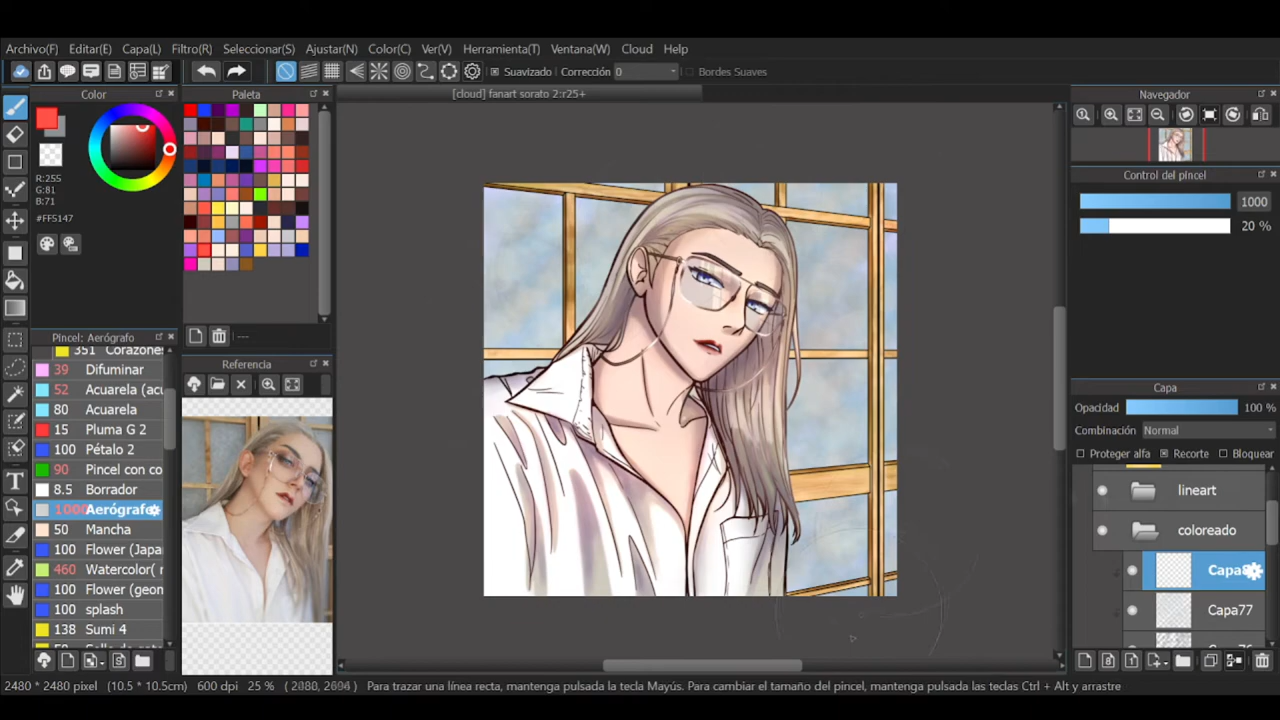 Archivo(F) Editar(E) Capa(L) Filtro(R) Seleccionar(S) Ajustar(N) Color(C) Ver(V) Herramienta(T) Ventana(W) Cloud Help
Suavizado Corrección 0 Bordes Suaves
Color
Paleta
[cloud] fanart sorato 2:r25+
Navegador
R:255
G:81
B:71
#FF5147
Control del pincel
1000
20 %
---
Pincel: Aerógrafo
351 Corazones
39 Difuminar
52 Acuarela (acu
80 Acuarela
15 Pluma G 2
100 Pétalo 2
90 Pincel con co
8.5 Borrador
1000 Aerógrafo
50 Mancha
100 Flower (Japa
460 Watercolor(
100 Flower (geon
100 splash
138 Sumi 4
Referencia
Capa
Opacidad 100 %
Combinación Normal
Proteger alfa Recorte Bloquear
lineart
coloreado
Capa77
2480 * 2480 pixel (10.5 * 10.5cm) 600 dpi 25 % Para trazar una línea recta, mantenga pulsada la tecla Mayús. Para cambiar el tamaño del pincel, mantenga pulsadas las teclas Ctrl + Alt y arrastre